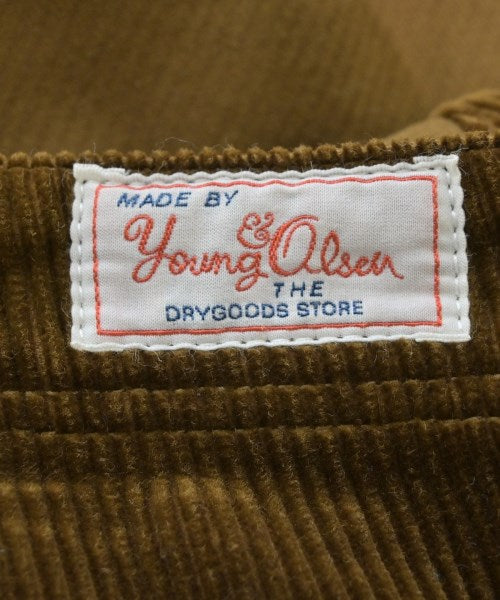 MADE BY
Young & Olsen
THE
DRYGOODS STORE